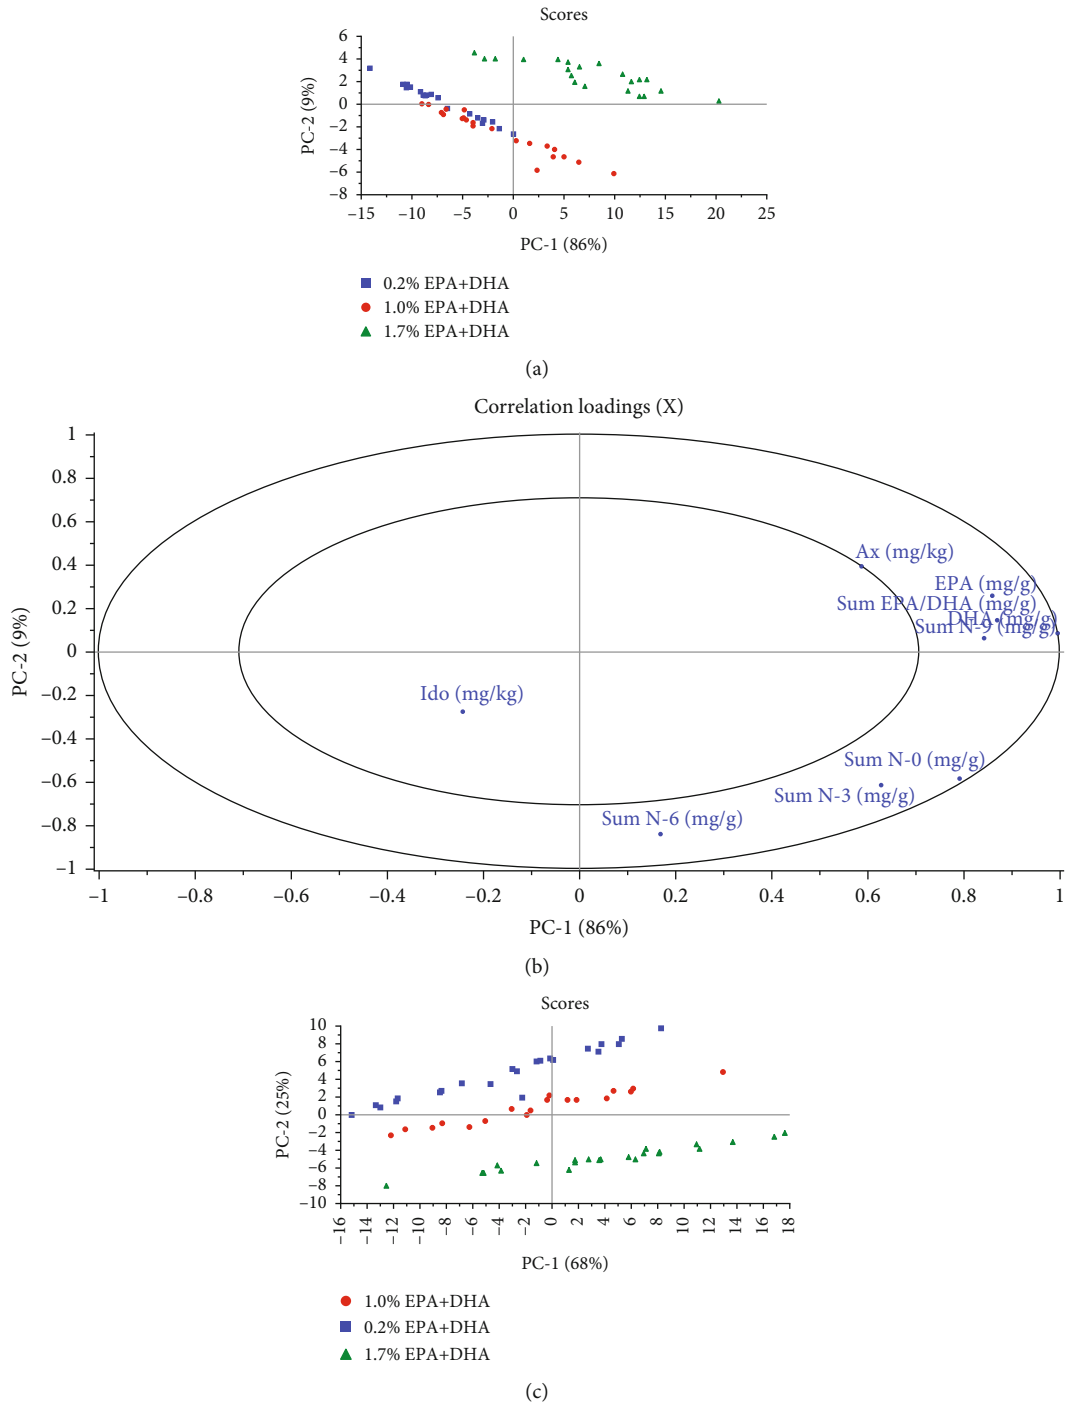 Scores
6
4
2
0
−2
−4
−6
−8
PC-2 (9%)
−15 −10 −5 0 5 10 15 20 25
PC-1 (86%)
0.2% EPA+DHA
1.0% EPA+DHA
1.7% EPA+DHA
(a)
Correlation loadings (X)
1
0.8
0.6
0.4
0.2
0
−0.2
−0.4
−0.6
−0.8
−1
PC-2 (9%)
Ax (mg/kg)
EPA (mg/g)
Sum EPA/DHA (mg/g)
DHA (mg/g)
Sum N-9 (mg/g)
Ido (mg/kg)
Sum N-0 (mg/g)
Sum N-3 (mg/g)
Sum N-6 (mg/g)
−1 −0.8 −0.6 −0.4 −0.2 0 0.2 0.4 0.6 0.8 1
PC-1 (86%)
(b)
Scores
10
8
6
4
2
0
−2
−4
−6
−8
−10
PC-2 (25%)
−16 −14 −12 −10 −8 −6 −4 −2 0 2 4 6 8 10 12 14 16 18
PC-1 (68%)
1.0% EPA+DHA
0.2% EPA+DHA
1.7% EPA+DHA
(c)